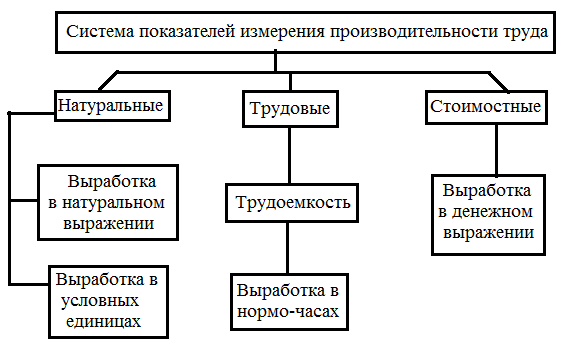 Система показателей измерения производительности труда
Натуральные
Трудовые
Стоимостные
Выработка
в натуральном
выражении
Трудоемкость
Выработка
в денежном
выражении
Выработка в
условных
единицах
Выработка в
нормо-часах